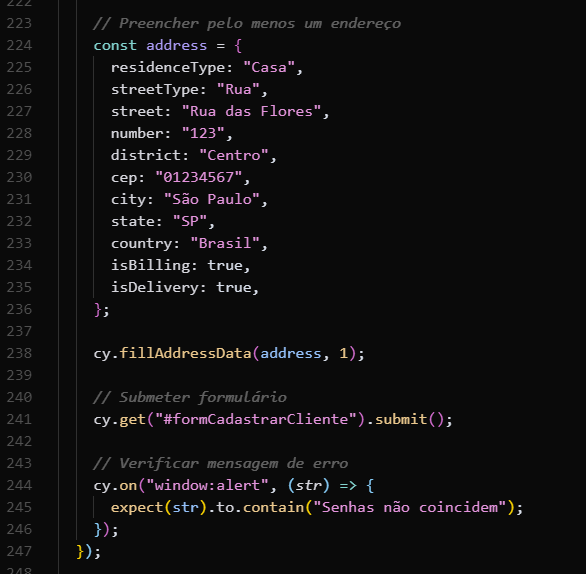 222
223 // Preencher pelo menos um endereço
224 const address = {
225 residenceType: "Casa",
226 streetType: "Rua",
227 street: "Rua das Flores",
228 number: "123",
229 district: "Centro",
230 cep: "01234567",
231 city: "São Paulo",
232 state: "SP",
233 country: "Brasil",
234 isBilling: true,
235 isDelivery: true,
236 };
237
238 cy.fillAddressData(address, 1);
239
240 // Submeter formulário
241 cy.get("#formCadastrarCliente").submit();
242
243 // Verificar mensagem de erro
244 cy.on("window:alert", (str) => {
245 expect(str).to.contain("Senhas não coincidem");
246 });
247 });
248